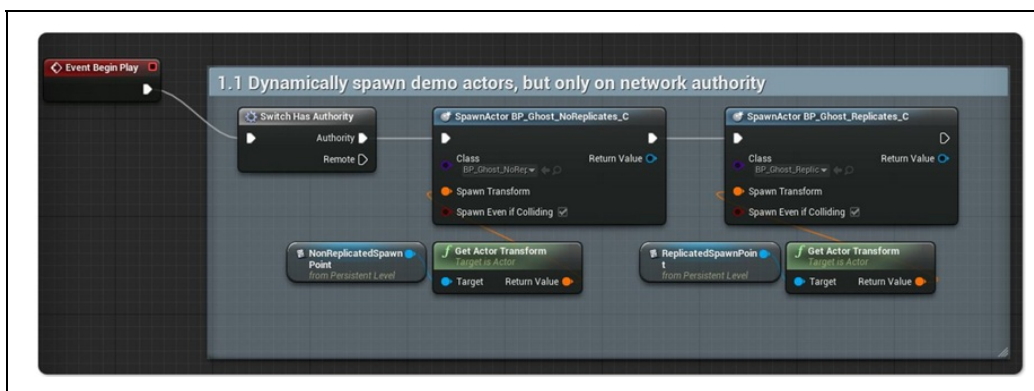 Event Begin Play
1.1 Dynamically spawn demo actors, but only on network authority
Switch Has Authority
Authority
Remote
SpawnActor BP_Ghost_NoReplicates_C
Class
BP_Ghost_NoRep
Return Value
Spawn Transform
Spawn Even if Colliding
SpawnActor BP_Ghost_Replicates_C
Class
BP_Ghost_Replic
Return Value
Spawn Transform
Spawn Even if Colliding
NonReplicatedSpawn
Point
from Persistent Level
Get Actor Transform
Target is Actor
Target
Return Value
ReplicatedSpawnPoin
t
from Persistent Level
Get Actor Transform
Target is Actor
Target
Return Value